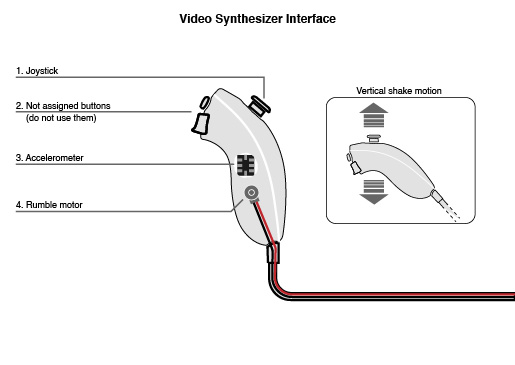 Video Synthesizer Interface
1. Joystick
2. Not assigned buttons
(do not use them)
3. Accelerometer
4. Rumble motor
Vertical shake motion